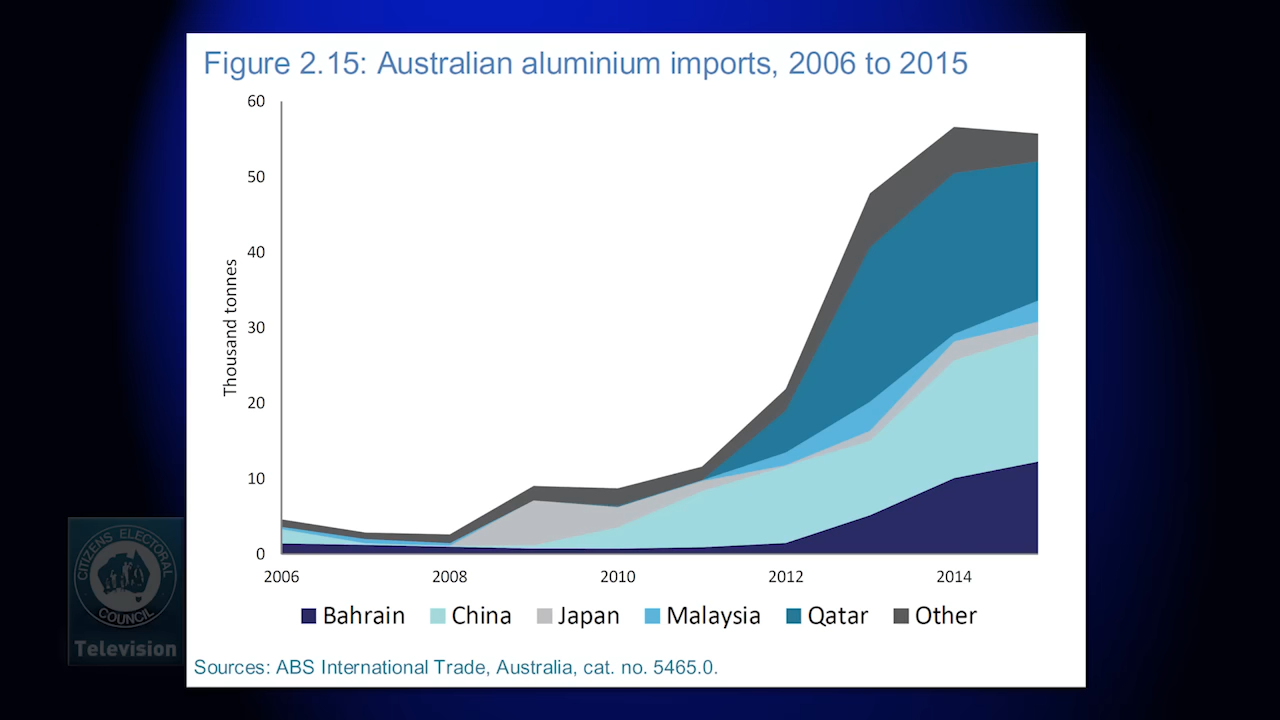 Figure 2.15: Australian aluminium imports, 2006 to 2015
60
50
40
30
20
10
0
Thousand tonnes
2006 2008 2010 2012 2014
Bahrain China Japan Malaysia Qatar Other
Sources: ABS International Trade, Australia, cat. no. 5465.0.
CITIZENS ELECTORAL
COUNCIL
Television